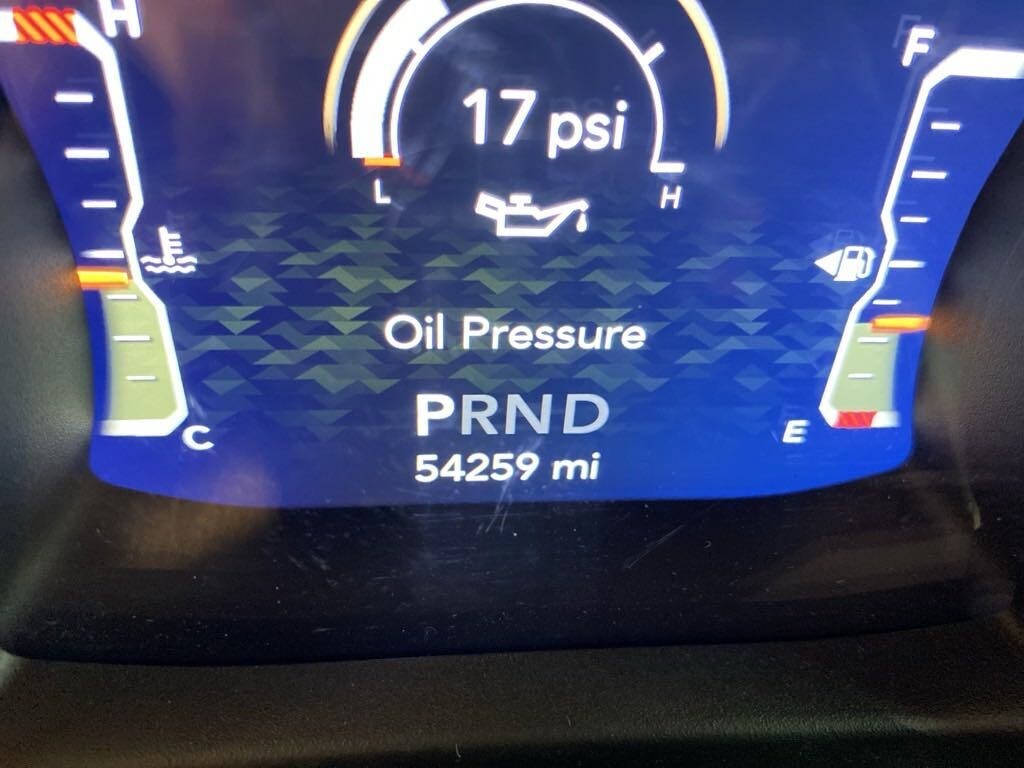 H
F
17 psi
L
H
Oil Pressure
PRND
C
E
54259 mi